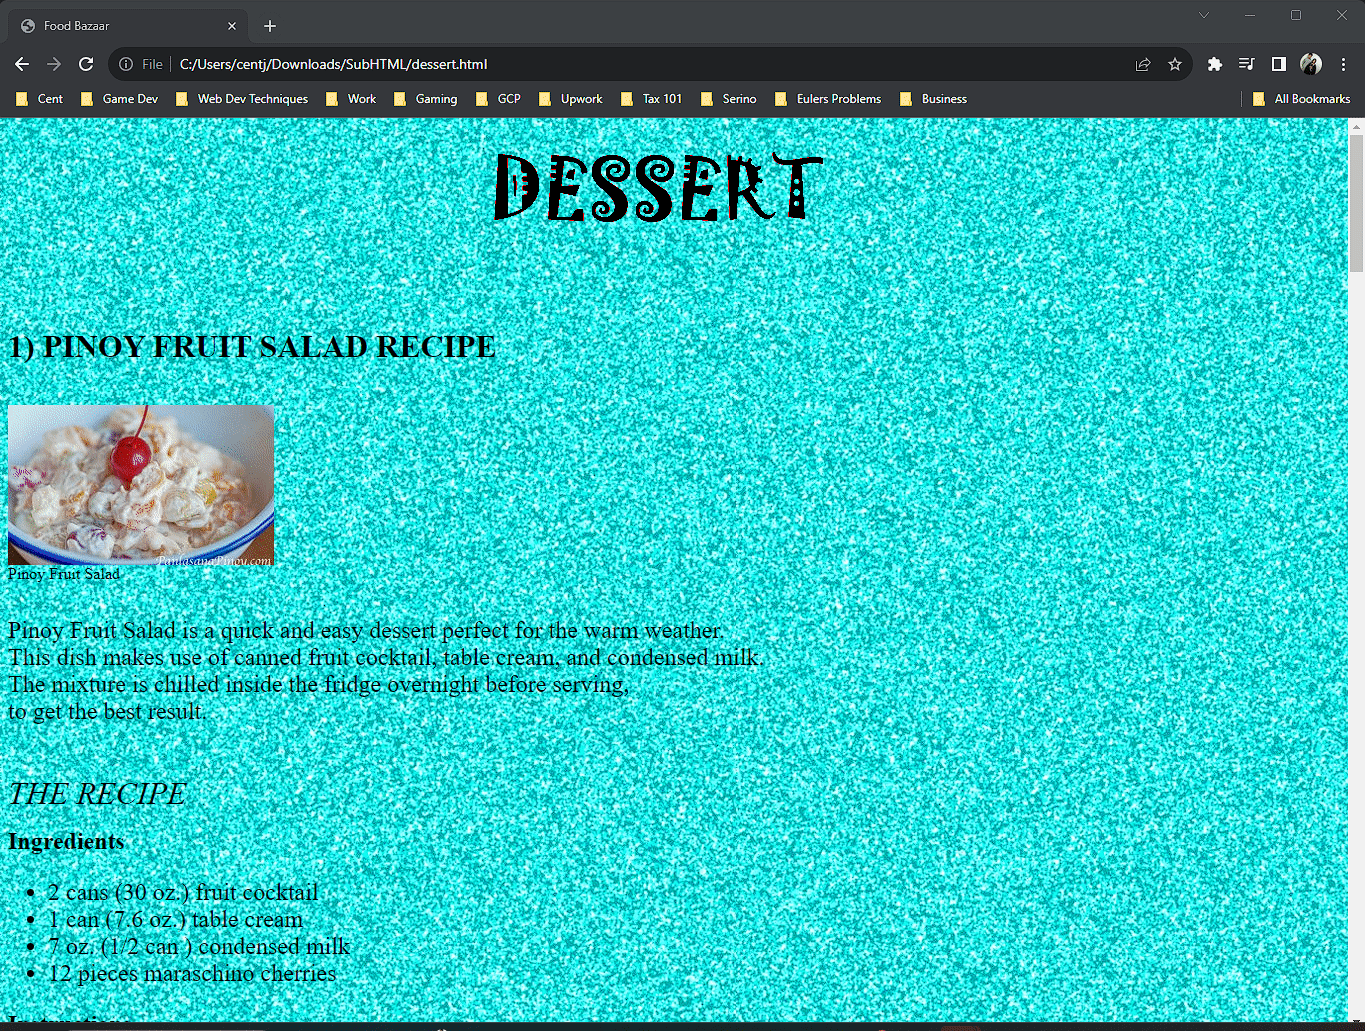 Food Bazaar
File
C:/Users/centj/Downloads/SubHTML/dessert.html
Cent
Game Dev
Web Dev Techniques
Work
Gaming
GCP
Upwork
Tax 101
Serino
Eulers Problems
Business
All Bookmarks
DESSERT
1) PINOY FRUIT SALAD RECIPE
PanlasangPinoy.com
Pinoy Fruit Salad
Pinoy Fruit Salad is a quick and easy dessert perfect for the warm weather.
This dish makes use of canned fruit cocktail, table cream, and condensed milk.
The mixture is chilled inside the fridge overnight before serving,
to get the best result.
THE RECIPE
Ingredients
• 2 cans (30 oz.) fruit cocktail
• 1 can (7.6 oz.) table cream
• 7 oz. (1/2 can ) condensed milk
• 12 pieces maraschino cherries